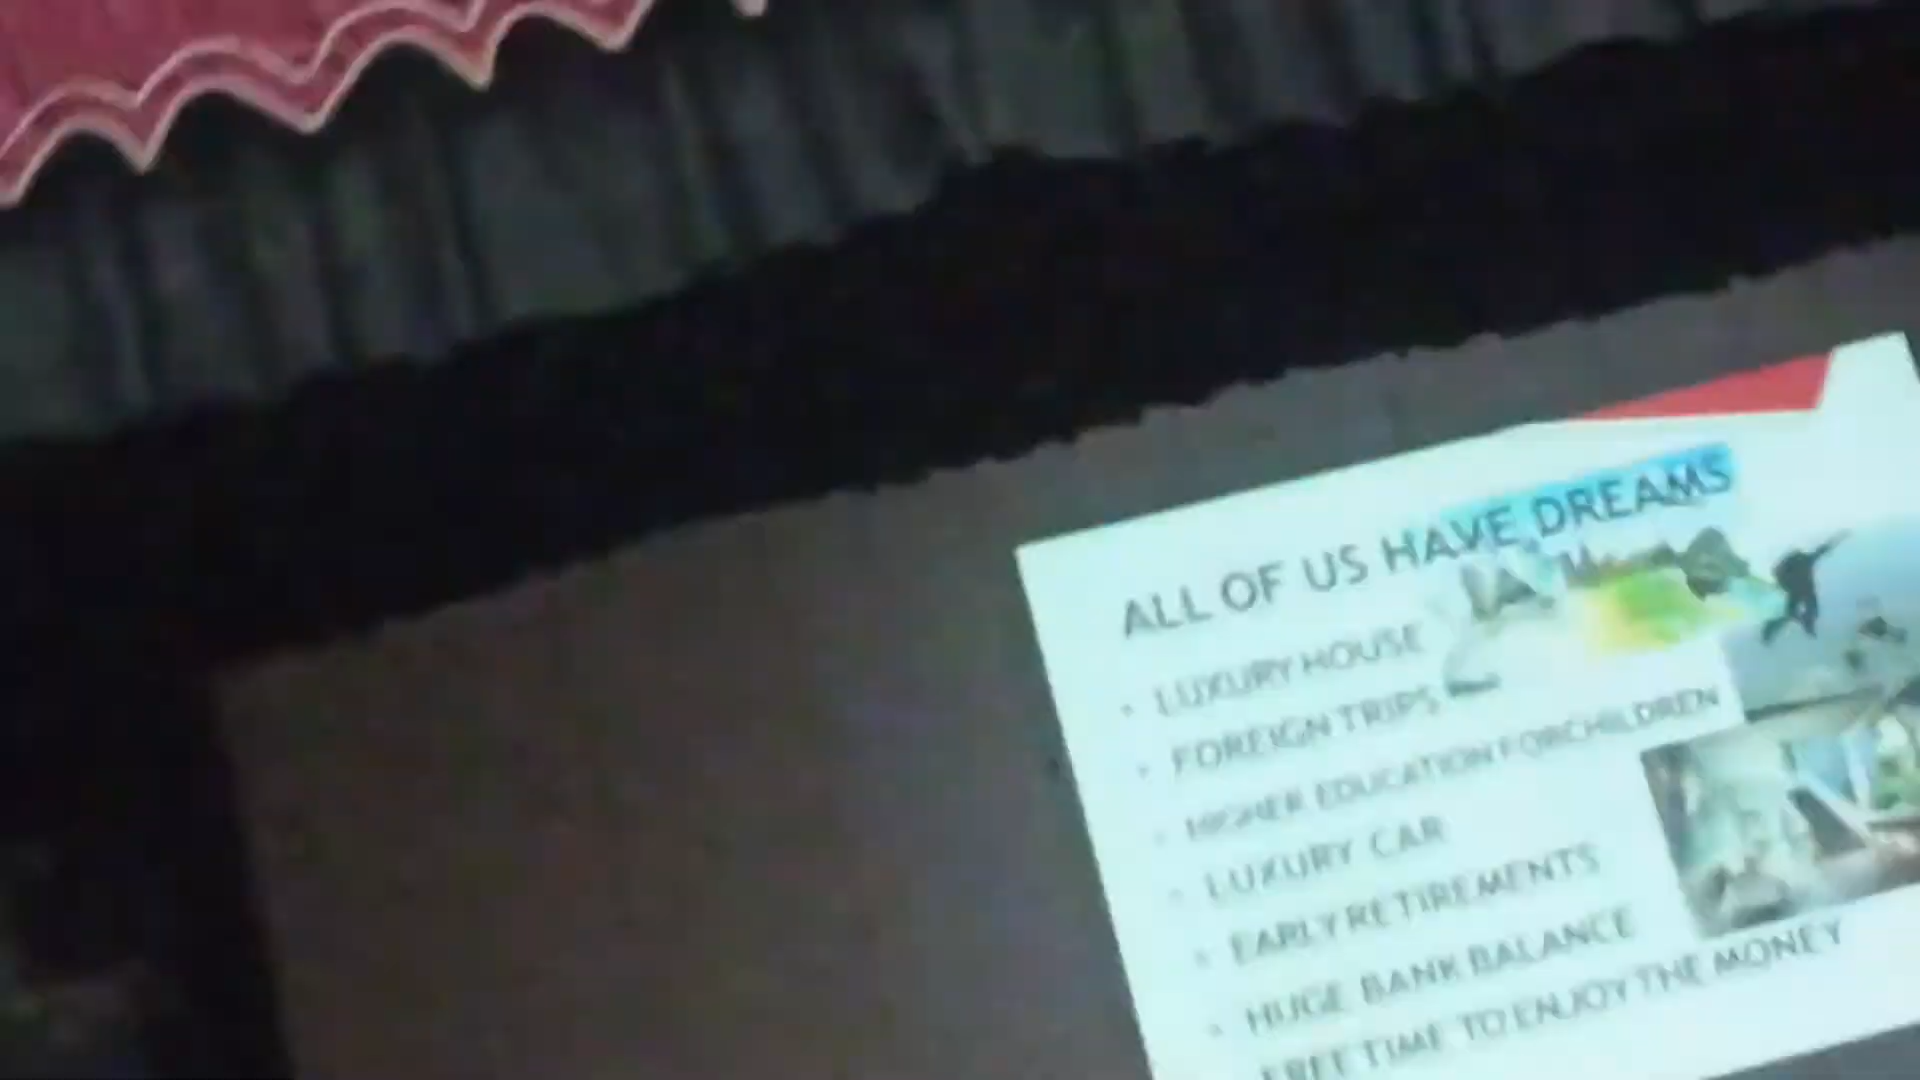 ALL OF US HAVE DREAMS
• LUXURY HOUSE
• FOREIGN TRIPS
• HIGHER EDUCATION FORCHILDREN
• LUXURY CAR
• EARLY RETIREMENTS
• HUGE BANK BALANCE
FREE TIME TO ENJOY THE MONEY